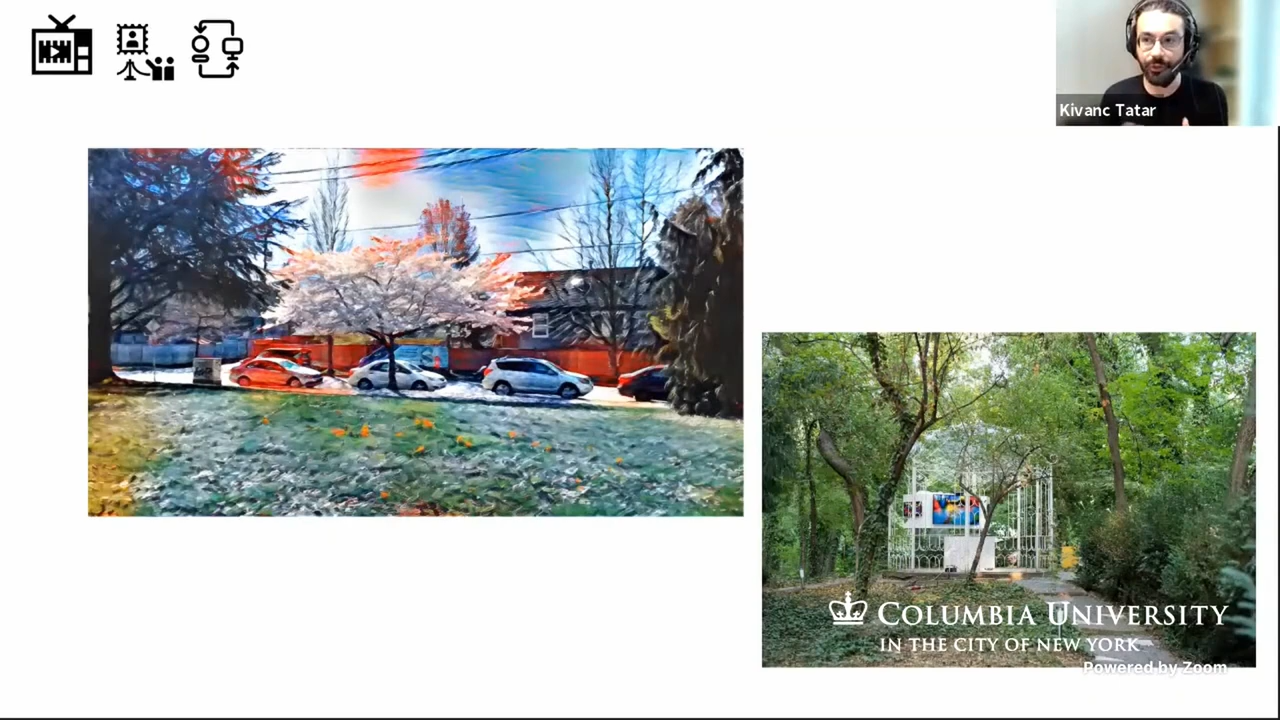 Kivanc Tatar
COLUMBIA UNIVERSITY
IN THE CITY OF NEW YORK
Powered by Zoom